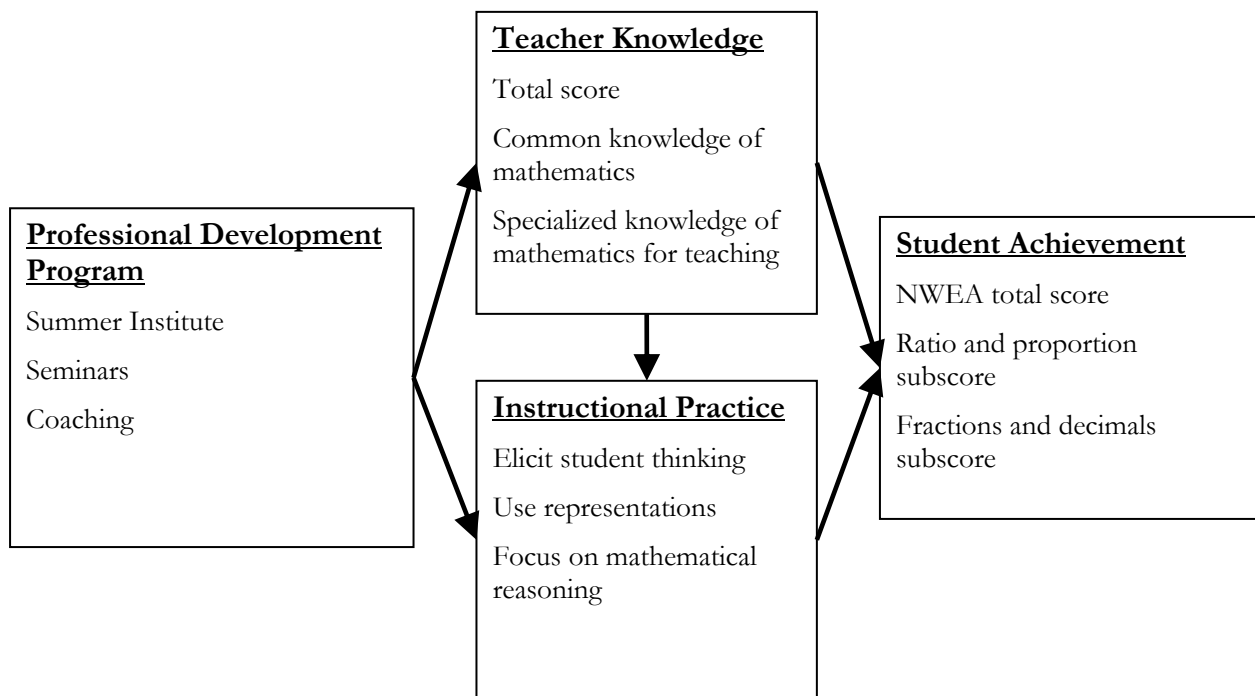 Professional Development
Program
Summer Institute
Seminars
Coaching
Teacher Knowledge
Total score
Common knowledge of
mathematics
Specialized knowledge of
mathematics for teaching
Instructional Practice
Elicit student thinking
Use representations
Focus on mathematical
reasoning
Student Achievement
NWEA total score
Ratio and proportion
subscore
Fractions and decimals
subscore